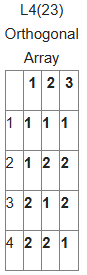 L4(23)
Orthogonal
Array
1 2 3
1 1 1 1
2 1 2 2
3 2 1 2
4 2 2 1